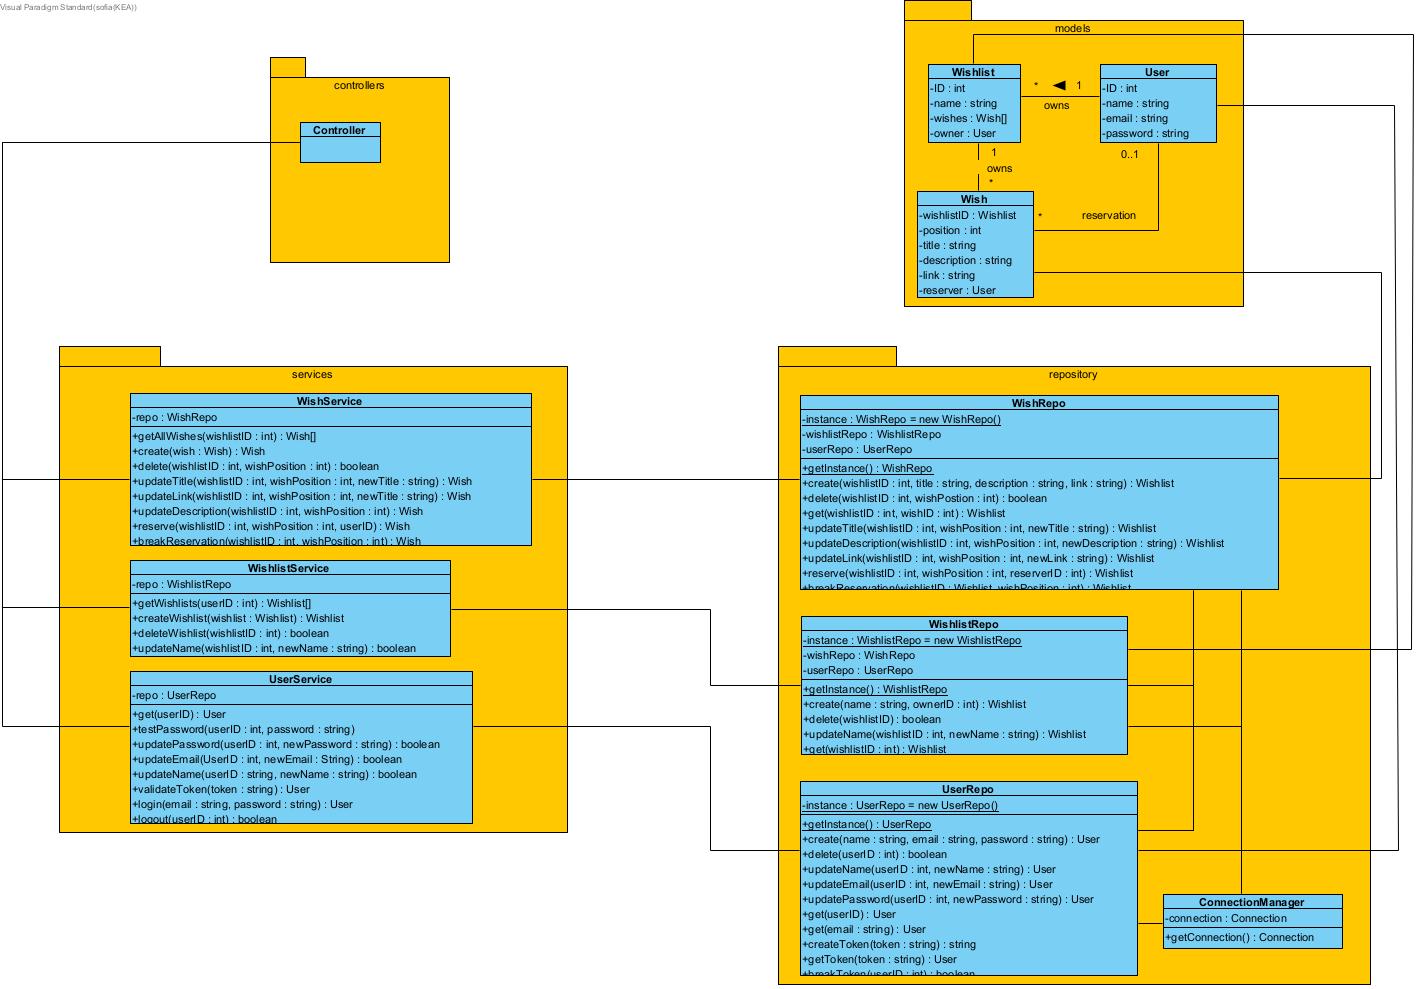 Visual Paradigm Standard(sofia(KEA))
models
Wishlist
-ID : int
-name : string
-wishes : Wish[]
-owner : User
* 1
owns
User
-ID : int
-name : string
-email : string
-password : string
1
owns
*
0..1
Wish
-wishlistID : Wishlist
-position : int
-title : string
-description : string
-link : string
-reserver : User
* reservation
controllers
Controller
services
WishService
-repo : WishRepo
+getAllWishes(wishlistID : int) : Wish[]
+create(wish : Wish) : Wish
+delete(wishlistID : int, wishPosition : int) : boolean
+updateTitle(wishlistID : int, wishPosition : int, newTitle : string) : Wish
+updateLink(wishlistID : int, wishPosition : int, newTitle : string) : Wish
+updateDescription(wishlistID : int, wishPosition : int) : Wish
+reserve(wishlistID : int, wishPosition : int, userID) : Wish
+breakReservation(wishlistID : int, wishPosition : int) : Wish
WishlistService
-repo : WishlistRepo
+getWishlists(userID : int) : Wishlist[]
+createWishlist(wishlist : Wishlist) : Wishlist
+deleteWishlist(wishlistID : int) : boolean
+updateName(wishlistID : int, newName : string) : boolean
UserService
-repo : UserRepo
+get(userID) : User
+testPassword(userID : int, password : string)
+updatePassword(userID : int, newPassword : string) : boolean
+updateEmail(UserID : int, newEmail : String) : boolean
+updateName(userID : string, newName : string) : boolean
+validateToken(token : string) : User
+login(email : string, password : string) : User
+logout(userID : int) : boolean
repository
WishRepo
-instance : WishRepo = new WishRepo()
-wishlistRepo : WishlistRepo
-userRepo : UserRepo
+getInstance() : WishRepo
+create(wishlistID : int, title : string, description : string, link : string) : Wishlist
+delete(wishlistID : int, wishPostion : int) : boolean
+get(wishlistID : int, wishID : int) : Wishlist
+updateTitle(wishlistID : int, wishPosition : int, newTitle : string) : Wishlist
+updateDescription(wishlistID : int, wishPosition : int, newDescription : string) : Wishlist
+updateLink(wishlistID : int, wishPosition : int, newLink : string) : Wishlist
+reserve(wishlistID : int, wishPosition : int, reserverID : int) : Wishlist
+breakReservation(wishlistID : Wishlist, wishPosition : int) : Wishlist
WishlistRepo
-instance : WishlistRepo = new WishlistRepo
-wishRepo : WishRepo
-userRepo : UserRepo
+getInstance() : WishlistRepo
+create(name : string, ownerID : int) : Wishlist
+delete(wishlistID) : boolean
+updateName(wishlistID : int, newName : string) : Wishlist
+get(wishlistID : int) : Wishlist
UserRepo
-instance : UserRepo = new UserRepo()
+getInstance() : UserRepo
+create(name : string, email : string, password : string) : User
+delete(userID : int) : boolean
+updateName(userID : int, newName : string) : User
+updateEmail(userID : int, newEmail : string) : User
+updatePassword(userID : int, newPassword : string) : User
+get(userID) : User
+get(email : string) : User
+createToken(token : string) : string
+getToken(token : string) : User
+breakToken(userID : int) : boolean
ConnectionManager
-connection : Connection
+getConnection() : Connection